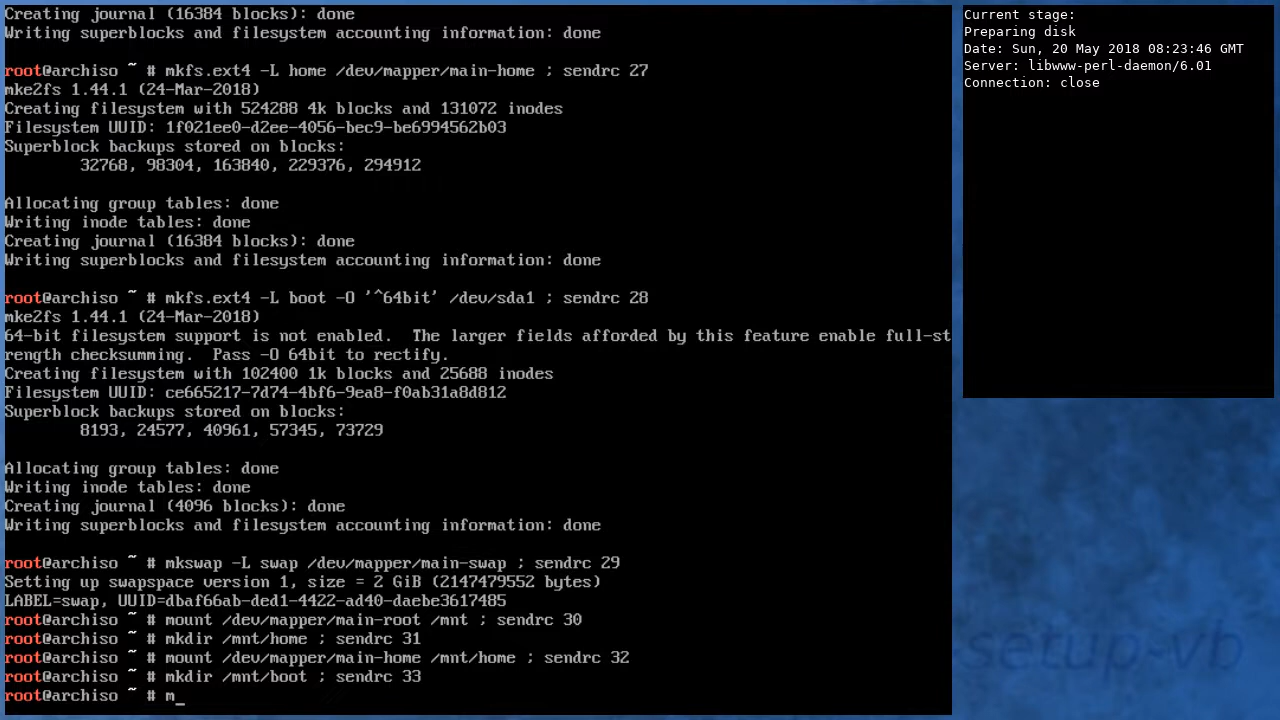 Creating journal (16384 blocks): done
Writing superblocks and filesystem accounting information: done
root@archiso ~ # mkfs.ext4 -L home /dev/mapper/main-home ; sendrc 27
mke2fs 1.44.1 (24-Mar-2018)
Creating filesystem with 524288 4k blocks and 131072 inodes
Filesystem UUID: 1f021ee0-d2ee-4056-bec9-be6994562b03
Superblock backups stored on blocks:
32768, 98304, 163840, 229376, 294912
Allocating group tables: done
Writing inode tables: done
Creating journal (16384 blocks): done
Writing superblocks and filesystem accounting information: done
root@archiso ~ # mkfs.ext4 -L boot -O '^64bit' /dev/sda1 ; sendrc 28
mke2fs 1.44.1 (24-Mar-2018)
64-bit filesystem support is not enabled.  The larger fields afforded by this feature enable full-st
rength checksumming.  Pass -O 64bit to rectify.
Creating filesystem with 102400 1k blocks and 25688 inodes
Filesystem UUID: ce665217-7d74-4bf6-9ea8-f0ab31a8d812
Superblock backups stored on blocks:
8193, 24577, 40961, 57345, 73729
Allocating group tables: done
Writing inode tables: done
Creating journal (4096 blocks): done
Writing superblocks and filesystem accounting information: done
root@archiso ~ # mkswap -L swap /dev/mapper/main-swap ; sendrc 29
Setting up swapspace version 1, size = 2 GiB (2147479552 bytes)
LABEL=swap, UUID=dbaf66ab-ded1-4422-ad40-daebe3617485
root@archiso ~ # mount /dev/mapper/main-root /mnt ; sendrc 30
root@archiso ~ # mkdir /mnt/home ; sendrc 31
root@archiso ~ # mount /dev/mapper/main-home /mnt/home ; sendrc 32
root@archiso ~ # mkdir /mnt/boot ; sendrc 33
root@archiso ~ # m_
Current stage:
Preparing disk
Date: Sun, 20 May 2018 08:23:46 GMT
Server: libwww-perl-daemon/6.01
Connection: close
setup-vb